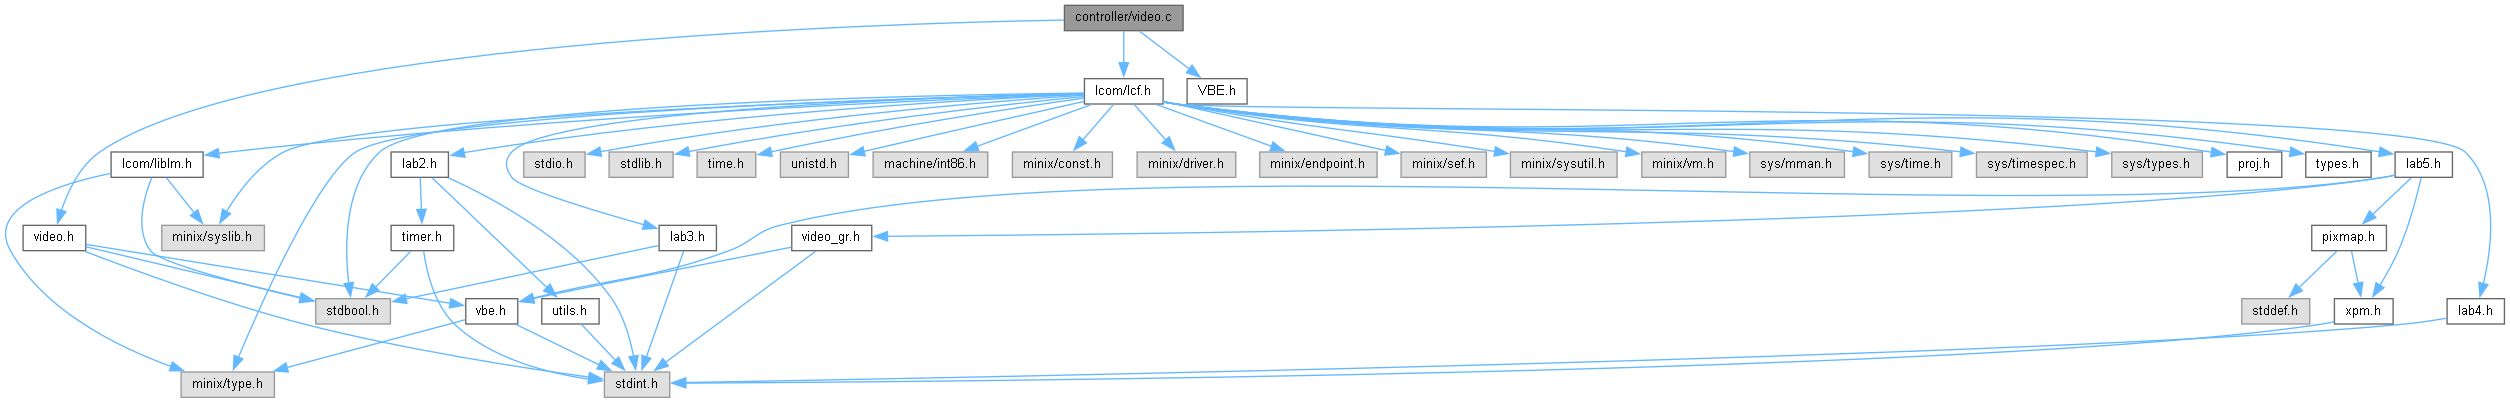 controller/video.c
lcom/lcf.h
VBE.h
lcom/liblm.h
lab2.h
stdio.h
stdlib.h
time.h
unistd.h
machine/int86.h
minix/const.h
minix/driver.h
minix/endpoint.h
minix/sef.h
minix/sysutil.h
minix/vm.h
sys/mman.h
sys/time.h
sys/timespec.h
sys/types.h
proj.h
types.h
lab5.h
video.h
minix/syslib.h
timer.h
lab3.h
video_gr.h
pixmap.h
stdbool.h
vbe.h
utils.h
stddef.h
xpm.h
lab4.h
minix/type.h
stdint.h